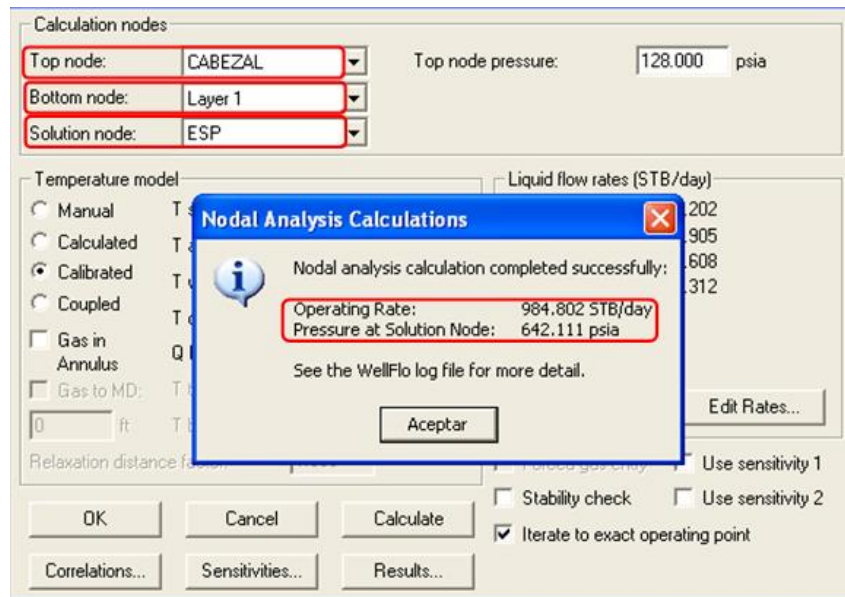 Calculation nodes
Top node: CABEZAL Top node pressure: 128.000 psia
Bottom node: Layer 1
Solution node: ESP
Temperature model Liquid flow rates (STB/day)
Manual T .202
Calculated T .905
Calibrated T .608
Coupled T .312
Gas in Annulus Q
Gas to MD: T
0 ft T
Relaxation distance
Nodal Analysis Calculations
Nodal analysis calculation completed successfully:
Operating Rate: 984.802 STB/day
Pressure at Solution Node: 642.111 psia
See the WellFlo log file for more detail.
Aceptar
Edit Rates...
Use sensitivity 1
Stability check Use sensitivity 2
Iterate to exact operating point
OK Cancel Calculate
Correlations... Sensitivities... Results...